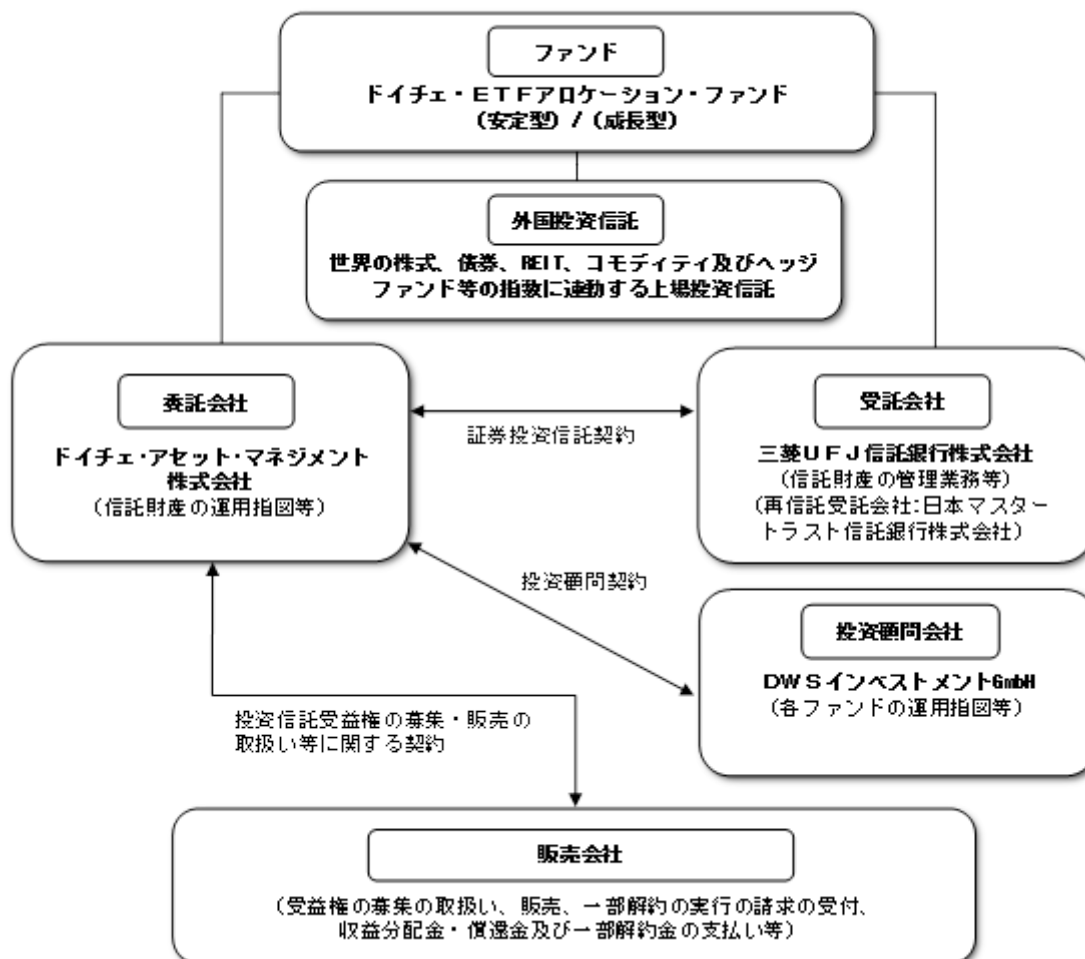 ファンド
ドイチェ・ETFアロケーション・ファンド
(安定型) / (成長型)
外国投資信託
世界の株式、債券、REIT、コモディティ及びヘッジ
ファンド等の指数に連動する上場投資信託
委託会社
ドイチェ・アセット・マネジメント
株式会社
(信託財産の運用指図等)
証券投資信託契約
受託会社
三菱UFJ信託銀行株式会社
(信託財産の管理業務等)
(再信託受託会社:日本マスター
トラスト信託銀行株式会社)
投資顧問契約
投資顧問会社
DWSインベストメントGmbH
(各ファンドの運用指図等)
投資信託受益権の募集・販売の
取扱い等に関する契約
販売会社
(受益権の募集の取扱い、販売、一部解約の実行の請求の受付、
収益分配金・償還金及び一部解約金の支払い等)